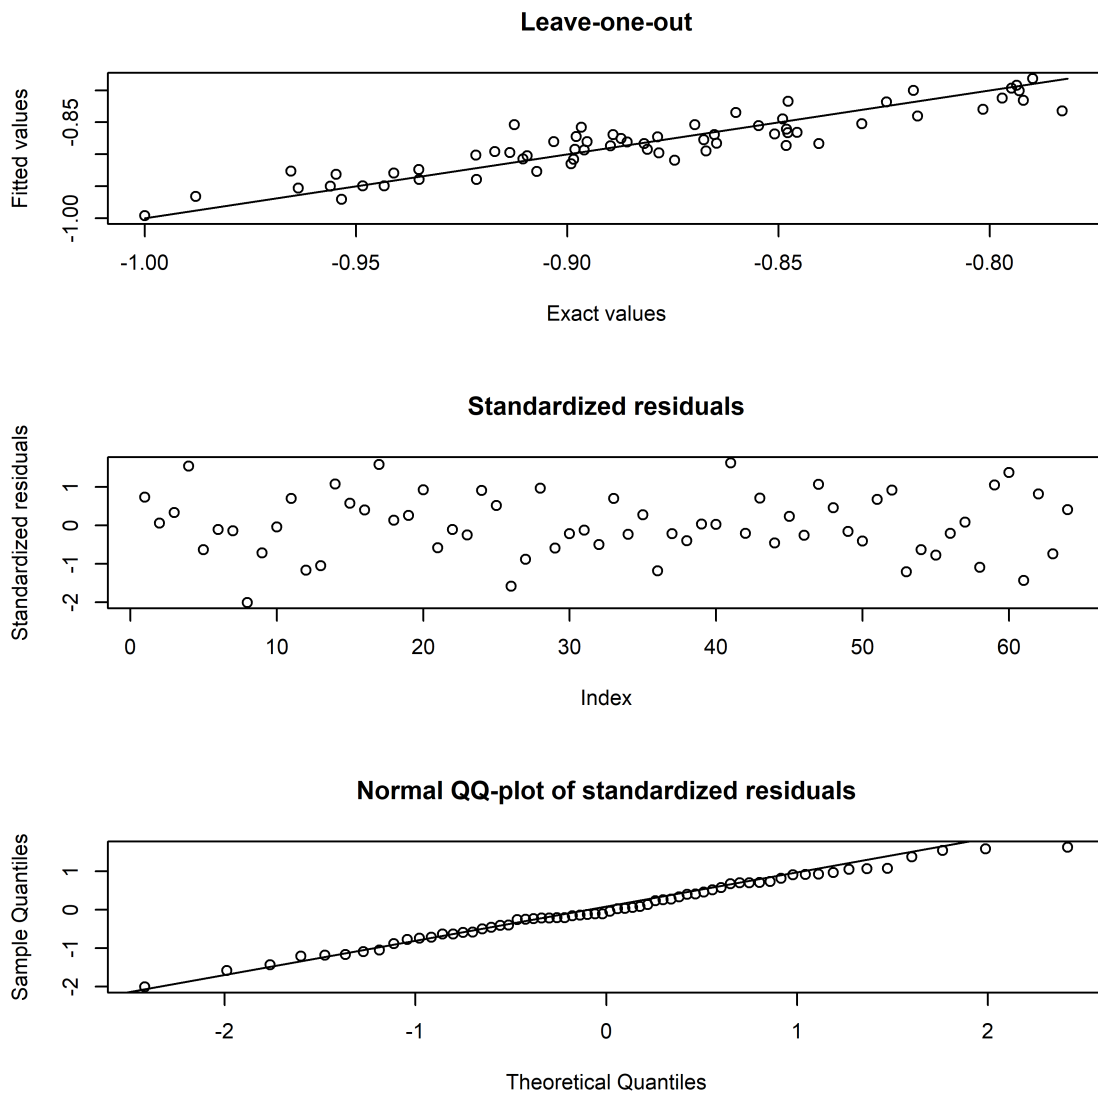 Leave-one-out
Fitted values
-0.85
-1.00
-1.00 -0.95 -0.90 -0.85 -0.80
Exact values
Standardized residuals
Standardized residuals
1
0
-1
-2
0 10 20 30 40 50 60
Index
Normal QQ-plot of standardized residuals
Sample Quantiles
1
0
-1
-2
-2 -1 0 1 2
Theoretical Quantiles